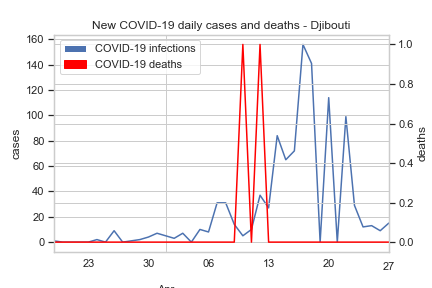 New COVID-19 daily cases and deaths - Djibouti
COVID-19 infections
COVID-19 deaths
160
140
120
100
80
60
40
20
0
cases
1.0
0.8
0.6
0.4
0.2
0.0
deaths
23 30 06 13 20 27
Apr